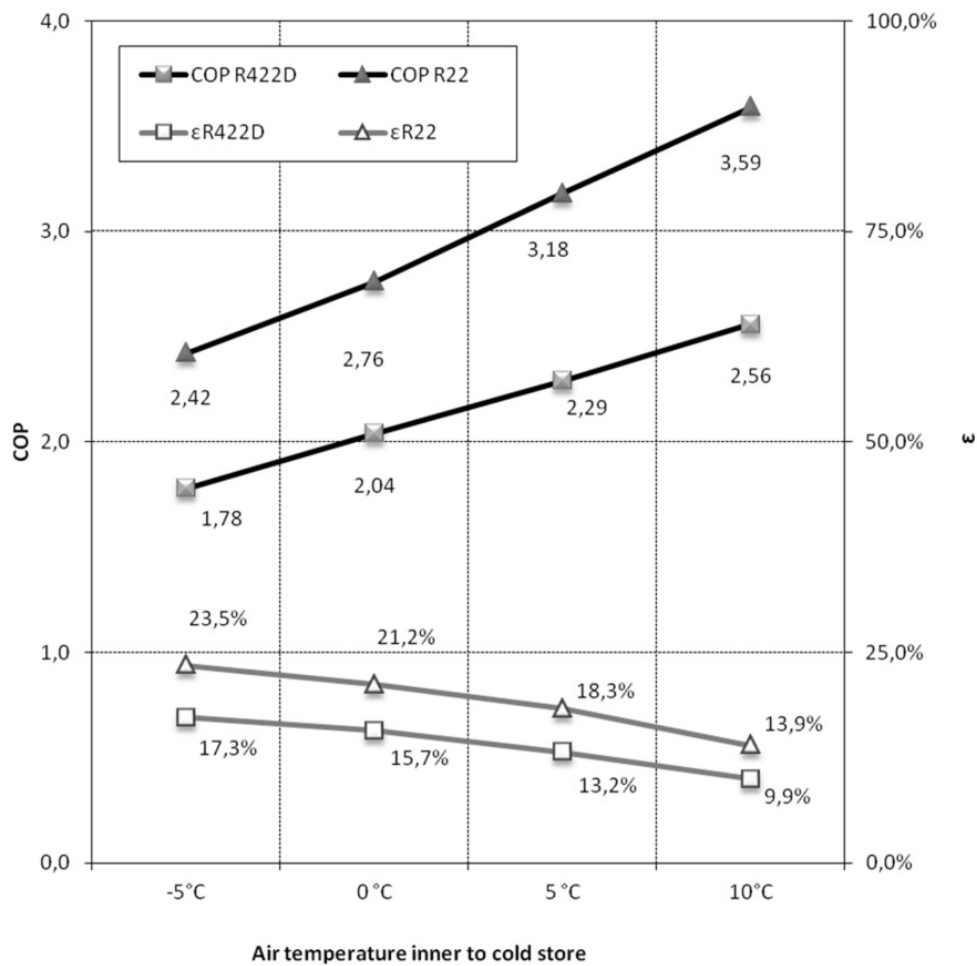 4,0
100,0%
COP R422D
COP R22
εR422D
εR22
3,59
3,0
75,0%
3,18
2,76
2,42
2,56
2,29
COP
2,0
50,0%
ε
2,04
1,78
23,5%
21,2%
1,0
25,0%
18,3%
13,9%
17,3%
15,7%
13,2%
9,9%
0,0
0,0%
-5°C
0 °C
5 °C
10°C
Air temperature inner to cold store